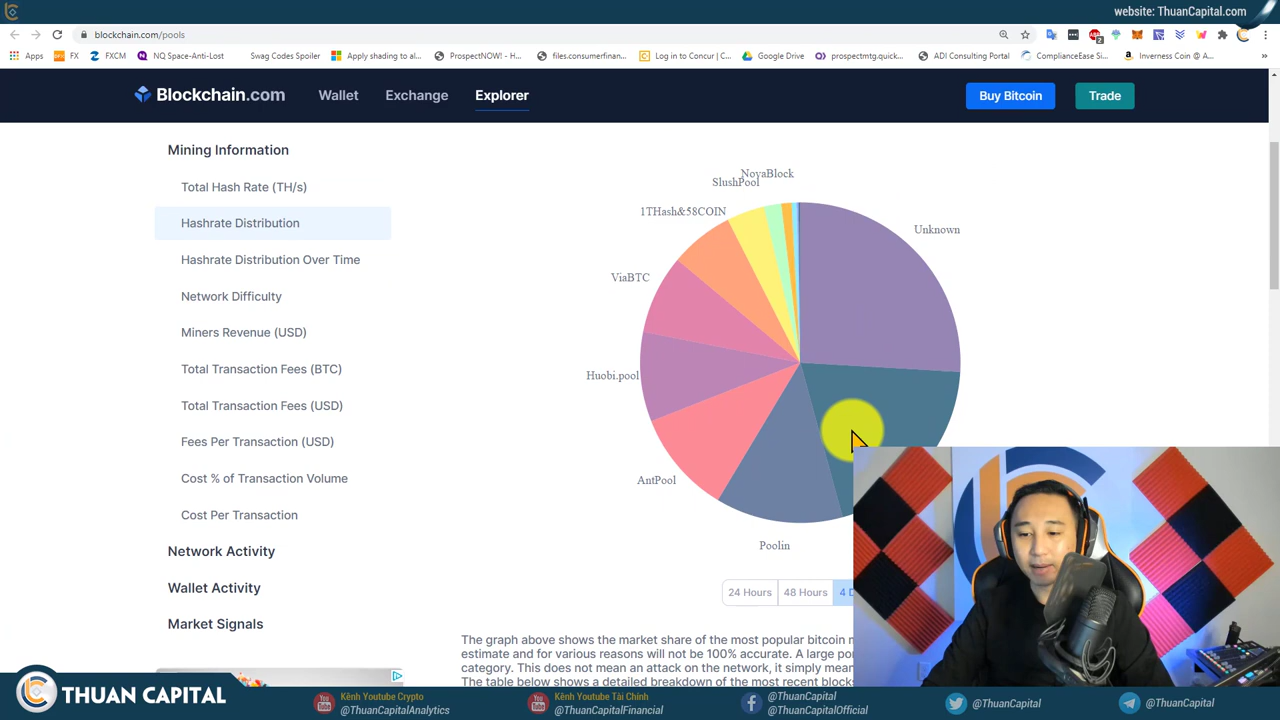 website: ThuanCapital.com
blockchain.com/pools
Apps
FX
FXCM
NQ Space-Anti-Lost
Swag Codes Spoiler
Apply shading to al...
ProspectNOW! - H...
files.consumerfinan...
Log in to Concur | C...
Google Drive
prospectmtg.quick...
ADI Consulting Portal
ComplianceEase Si...
Inverness Coin @ A...
»
Blockchain.com
Wallet
Exchange
Explorer
Buy Bitcoin
Trade
Mining Information
Total Hash Rate (TH/s)
Hashrate Distribution
Hashrate Distribution Over Time
Network Difficulty
Miners Revenue (USD)
Total Transaction Fees (BTC)
Total Transaction Fees (USD)
Fees Per Transaction (USD)
Cost % of Transaction Volume
Cost Per Transaction
Network Activity
Wallet Activity
Market Signals
NovaBlock
SlushPool
1THash&58COIN
Unknown
ViaBTC
Huobi.pool
AntPool
Poolin
24 Hours
48 Hours
4 D
The graph above shows the market share of the most popular bitcoin m
estimate and for various reasons will not be 100% accurate. A large por
category. This does not mean an attack on the network, it simply mean
The table below shows a detailed breakdown of the most recent blocks
THUAN CAPITAL
Kênh Youtube Crypto
@ThuanCapitalAnalytics
Kênh Youtube Tài Chính
@ThuanCapitalFinancial
@ThuanCapital
@ThuanCapitalOfficial
@ThuanCapital
@ThuanCapital